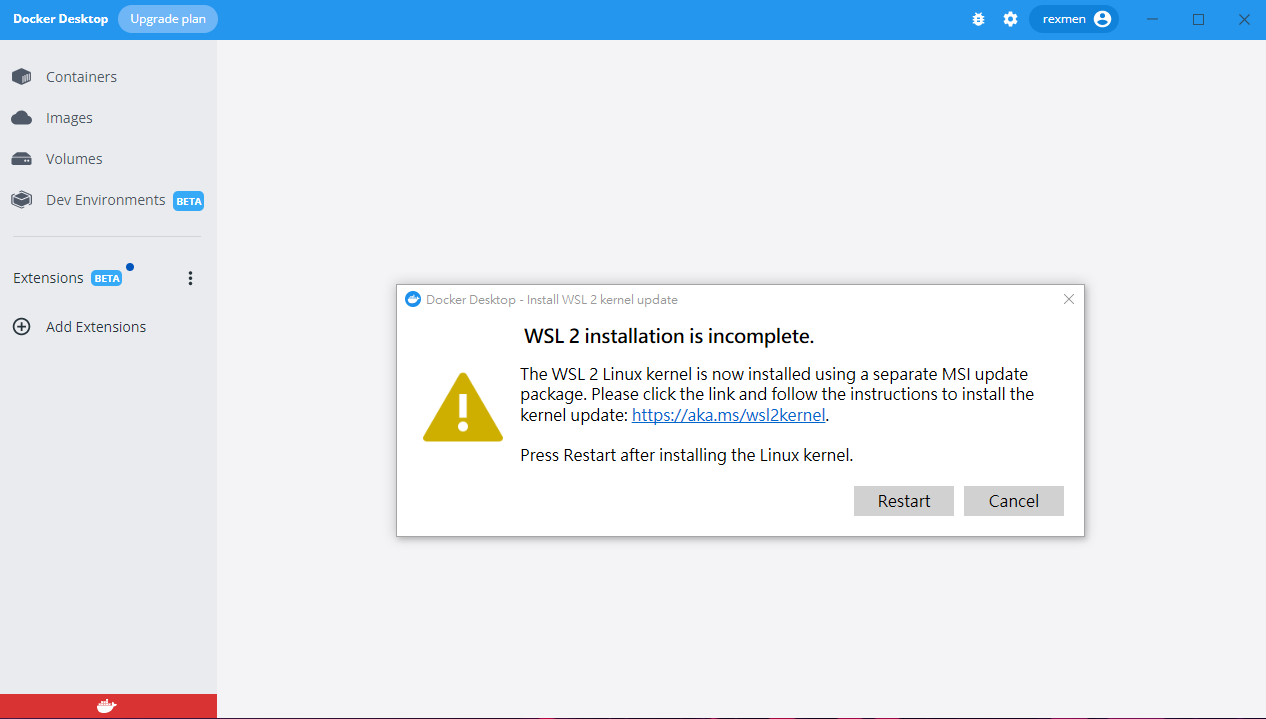 Docker Desktop Upgrade plan rexmen
Containers
Images
Volumes
Dev Environments BETA
Extensions BETA
Add Extensions
Docker Desktop - Install WSL 2 kernel update
WSL 2 installation is incomplete.
The WSL 2 Linux kernel is now installed using a separate MSI update
package. Please click the link and follow the instructions to install the
kernel update: https://aka.ms/wsl2kernel.
Press Restart after installing the Linux kernel.
Restart Cancel